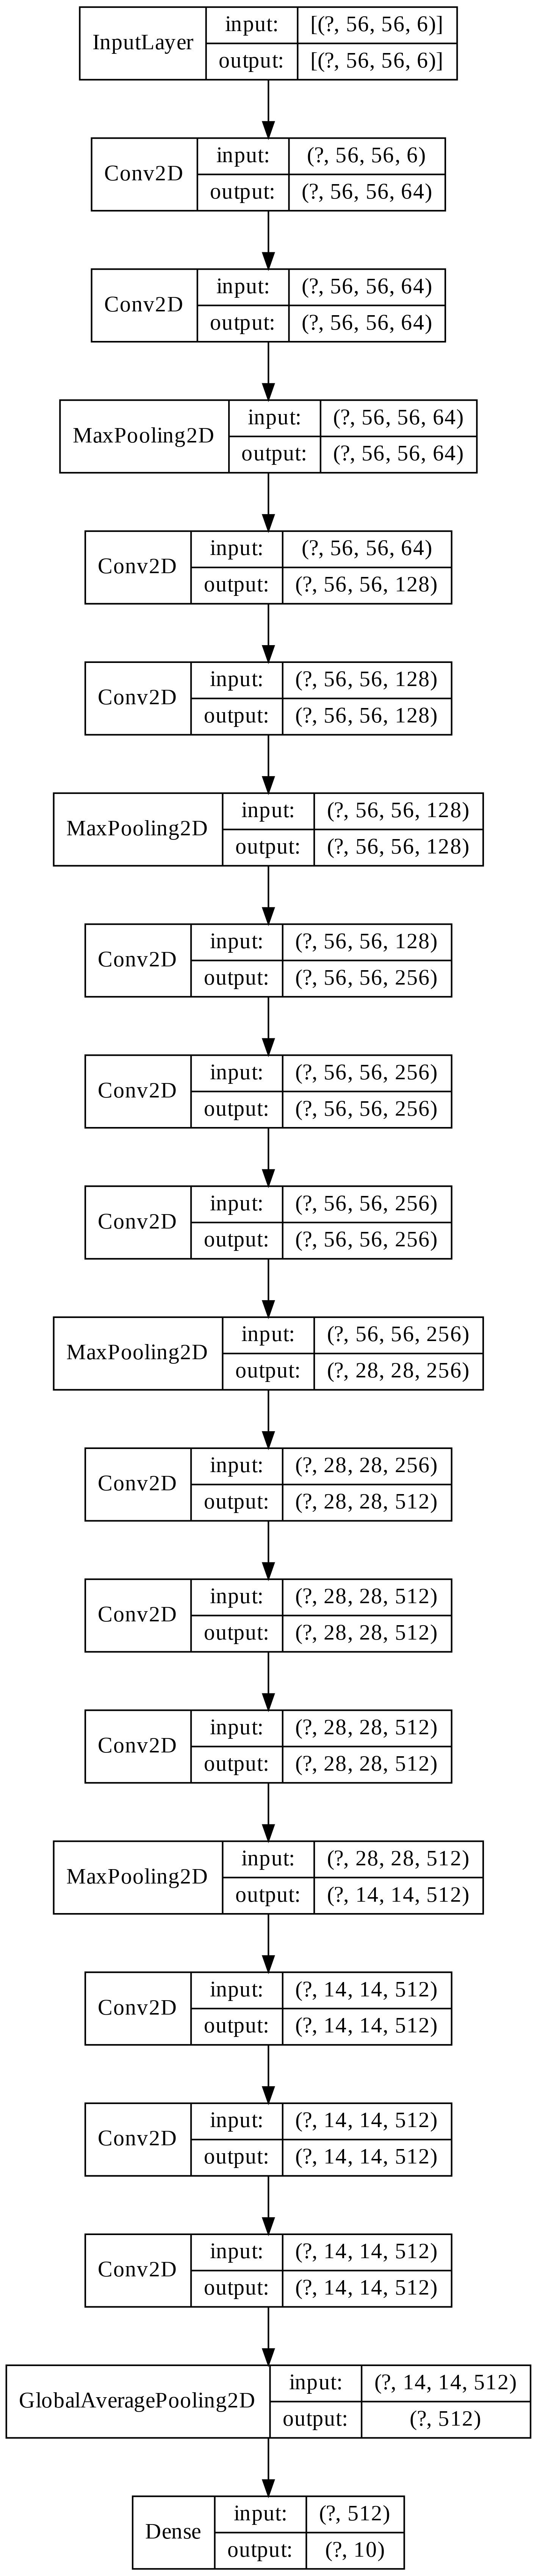 InputLayer
input:
[(?, 56, 56, 6)]
output:
[(?, 56, 56, 6)]
Conv2D
input:
(?, 56, 56, 6)
output:
(?, 56, 56, 64)
Conv2D
input:
(?, 56, 56, 64)
output:
(?, 56, 56, 64)
MaxPooling2D
input:
(?, 56, 56, 64)
output:
(?, 56, 56, 64)
Conv2D
input:
(?, 56, 56, 64)
output:
(?, 56, 56, 128)
Conv2D
input:
(?, 56, 56, 128)
output:
(?, 56, 56, 128)
MaxPooling2D
input:
(?, 56, 56, 128)
output:
(?, 56, 56, 128)
Conv2D
input:
(?, 56, 56, 128)
output:
(?, 56, 56, 256)
Conv2D
input:
(?, 56, 56, 256)
output:
(?, 56, 56, 256)
Conv2D
input:
(?, 56, 56, 256)
output:
(?, 56, 56, 256)
MaxPooling2D
input:
(?, 56, 56, 256)
output:
(?, 28, 28, 256)
Conv2D
input:
(?, 28, 28, 256)
output:
(?, 28, 28, 512)
Conv2D
input:
(?, 28, 28, 512)
output:
(?, 28, 28, 512)
Conv2D
input:
(?, 28, 28, 512)
output:
(?, 28, 28, 512)
MaxPooling2D
input:
(?, 28, 28, 512)
output:
(?, 14, 14, 512)
Conv2D
input:
(?, 14, 14, 512)
output:
(?, 14, 14, 512)
Conv2D
input:
(?, 14, 14, 512)
output:
(?, 14, 14, 512)
Conv2D
input:
(?, 14, 14, 512)
output:
(?, 14, 14, 512)
GlobalAveragePooling2D
input:
(?, 14, 14, 512)
output:
(?, 512)
Dense
input:
(?, 512)
output:
(?, 10)